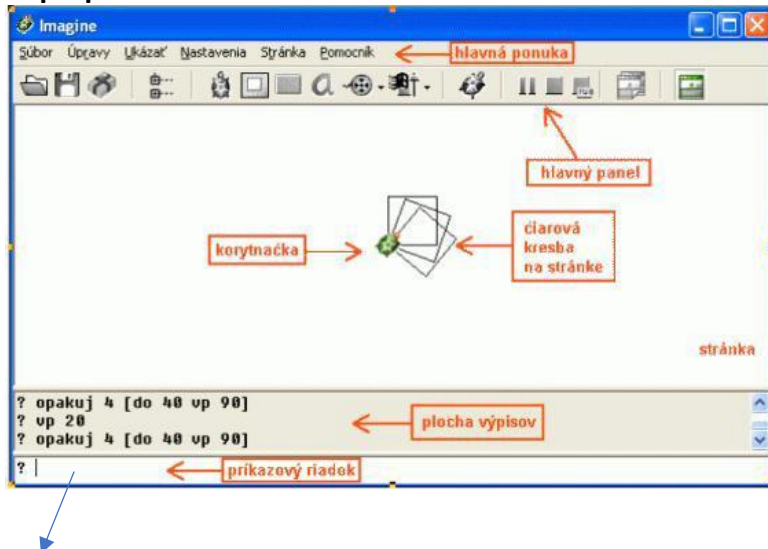 Imagine
Súbor Úpravy Ukázať Nastavenia Stránka Pomocník
hlavná ponuka
hlavný panel
korytnačka
čiarová
kresba
na stránke
stránka
? opakuj 4 [do 40 vp 90]
? vp 20
? opakuj 4 [do 40 vp 90]
plocha výpisov
? |
príkazový riadok